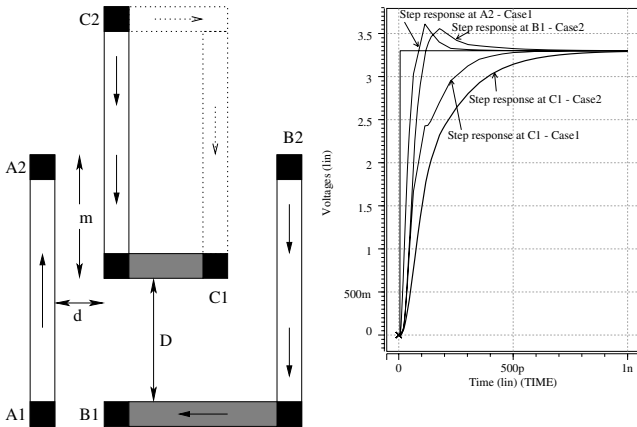 C2
B2
A2
m
d
C1
D
A1
B1
Step response at A2 - Case1
Step response at B1 - Case2
Step response at C1 - Case2
Step response at C1 - Case1
Voltages (lin)
3.5
3
2.5
2
1.5
1
500m
0
0
500p
1n
Time (lin) (TIME)